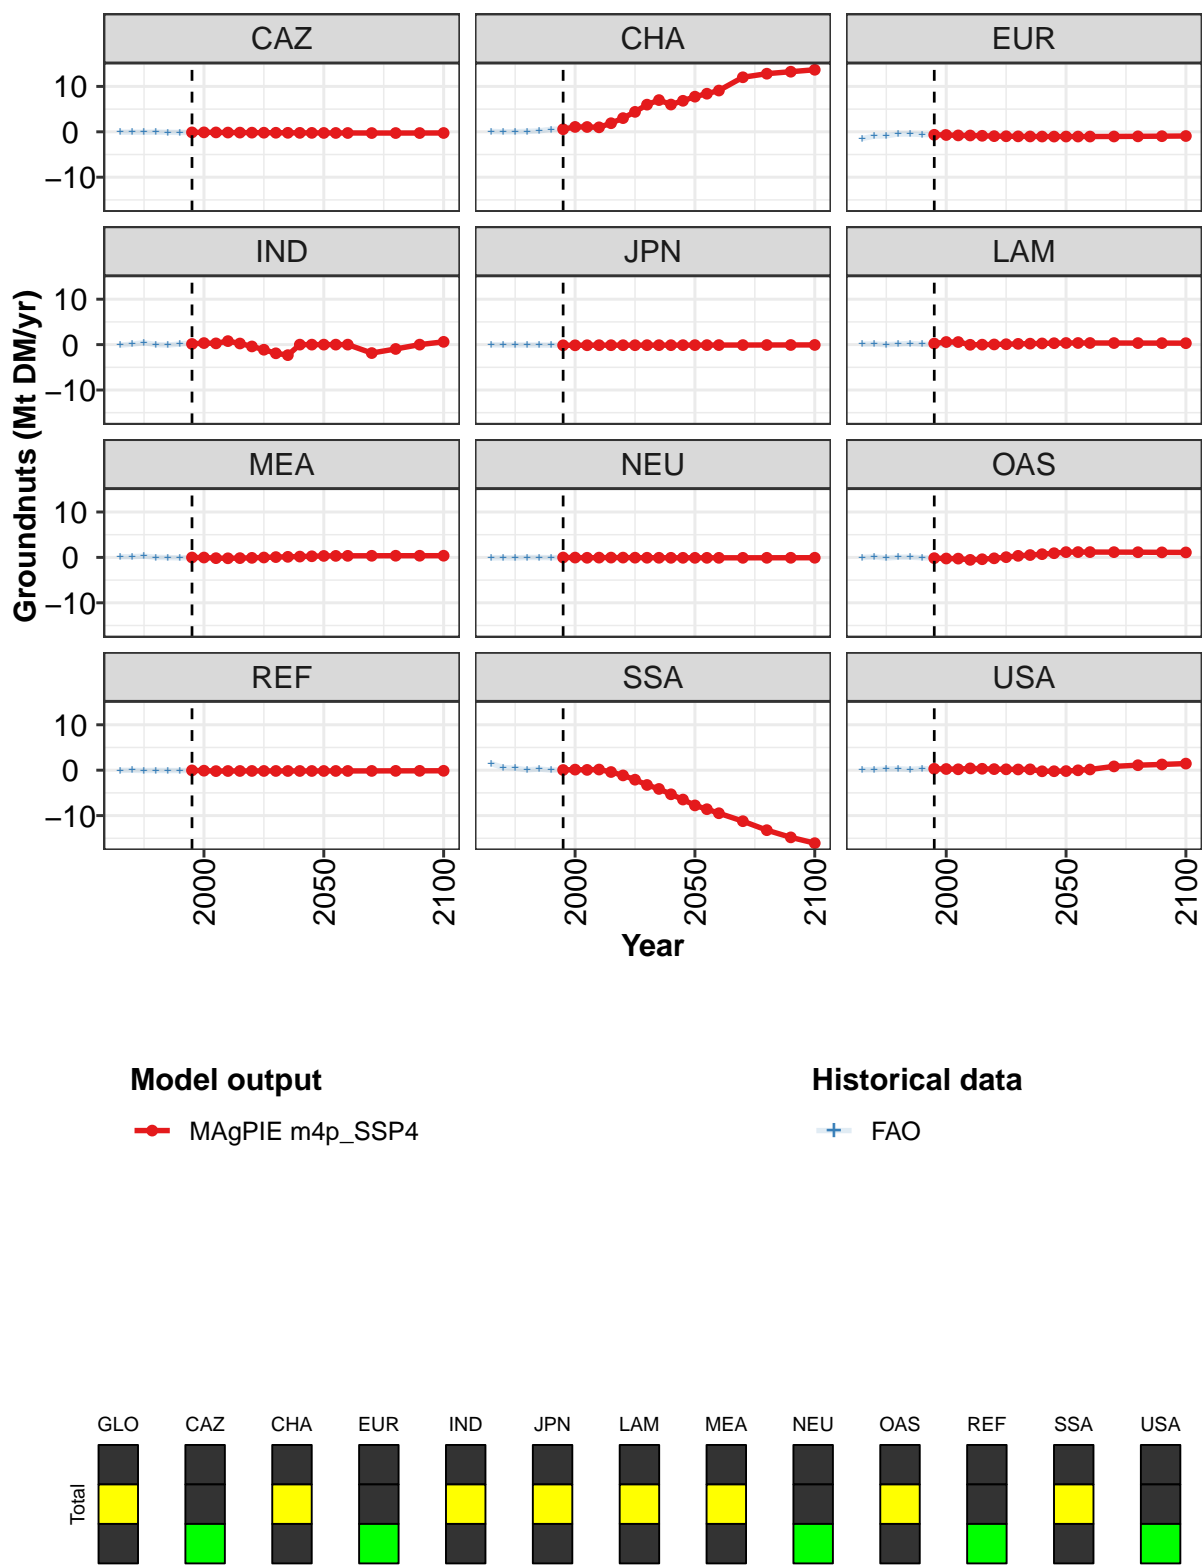 CAZ CHA EUR
10
0
−10
IND JPN LAM
10
0
−10
MEA NEU OAS
10
0
−10
REF SSA USA
10
0
−10
Groundnuts (Mt DM/yr)
2000 2050 2100 2000 2050 2100 2000 2050 2100
Year
Model output Historical data
MAgPIE m4p_SSP4 FAO
GLO CAZ CHA EUR IND JPN LAM MEA NEU OAS REF SSA USA
Total